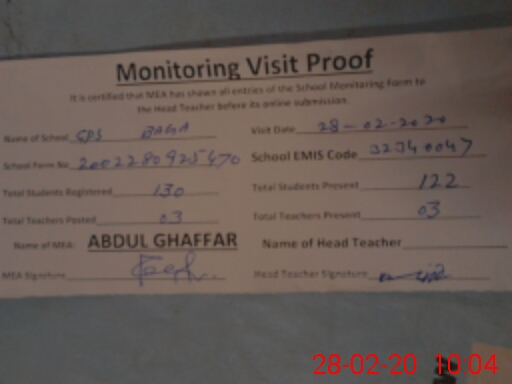 Monitoring Visit Proof
It is certified that MEA has shown all entries of the School Monitoring Form to
the Head Teacher before its online submission.
Name of School GPS BAGA Visit Date 28-02-2020
School Form No 2002280925470 School EMIS Code 32340047
Total Students Registered 130 Total Students Present 122
Total Teachers Posted 03 Total Teachers Present 03
Name of MEA: ABDUL GHAFFAR Name of Head Teacher
MEA Signature Head Teacher Signature
28-02-20 10:04